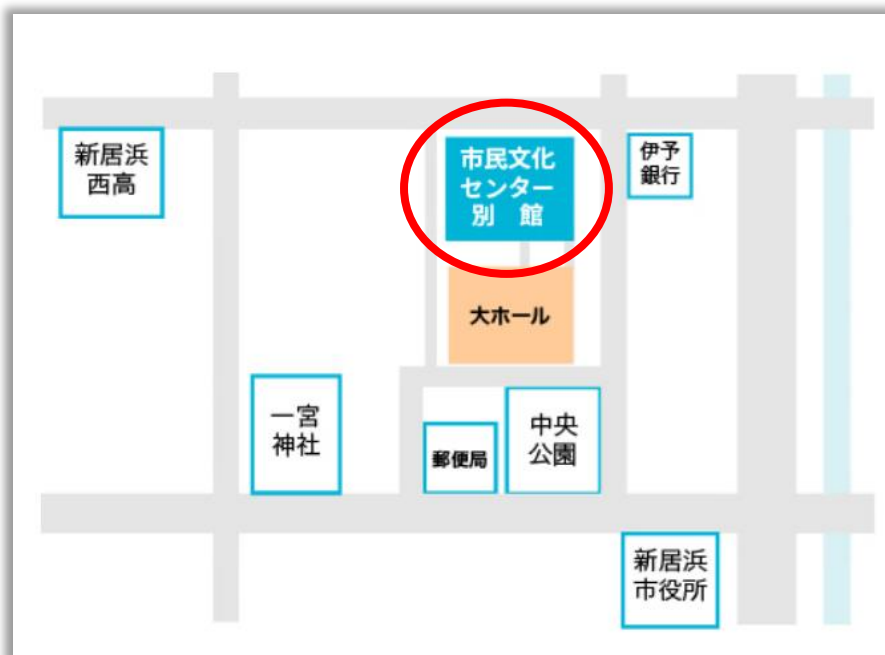 新居浜
西高
市民文化
センター
別　館
伊予
銀行
大ホール
一宮
神社
郵便局
中央
公園
新居浜
市役所